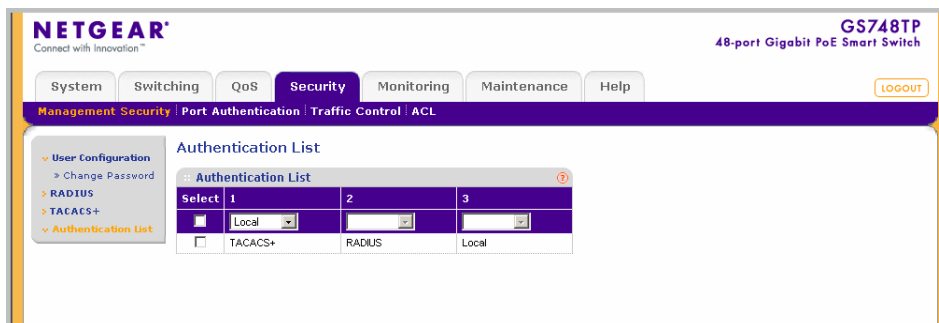 NETGEAR®
Connect with Innovation™
GS748TP
48-port Gigabit PoE Smart Switch
System Switching QoS Security Monitoring Maintenance Help
LOGOUT
Management Security Port Authentication Traffic Control ACL
User Configuration
» Change Password
RADIUS
TACACS+
Authentication List
Authentication List
:: Authentication List ?
Select 1 2 3
Local
TACACS+ RADIUS Local